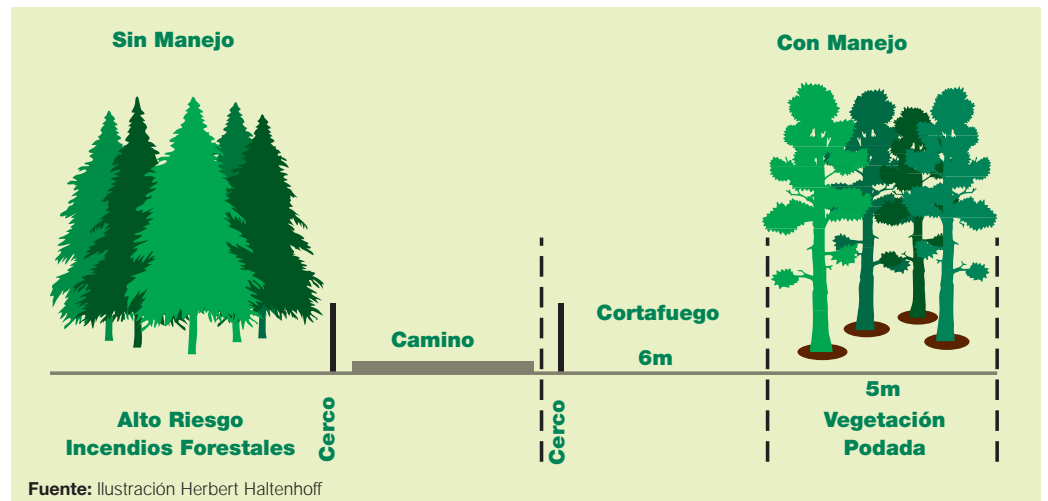 Sin Manejo
Con Manejo
Camino
Cortafuego
6m
Alto Riesgo
Incendios Forestales
Cerco
Cerco
5m
Vegetación
Podada
Fuente: Ilustración Herbert Haltenhoff